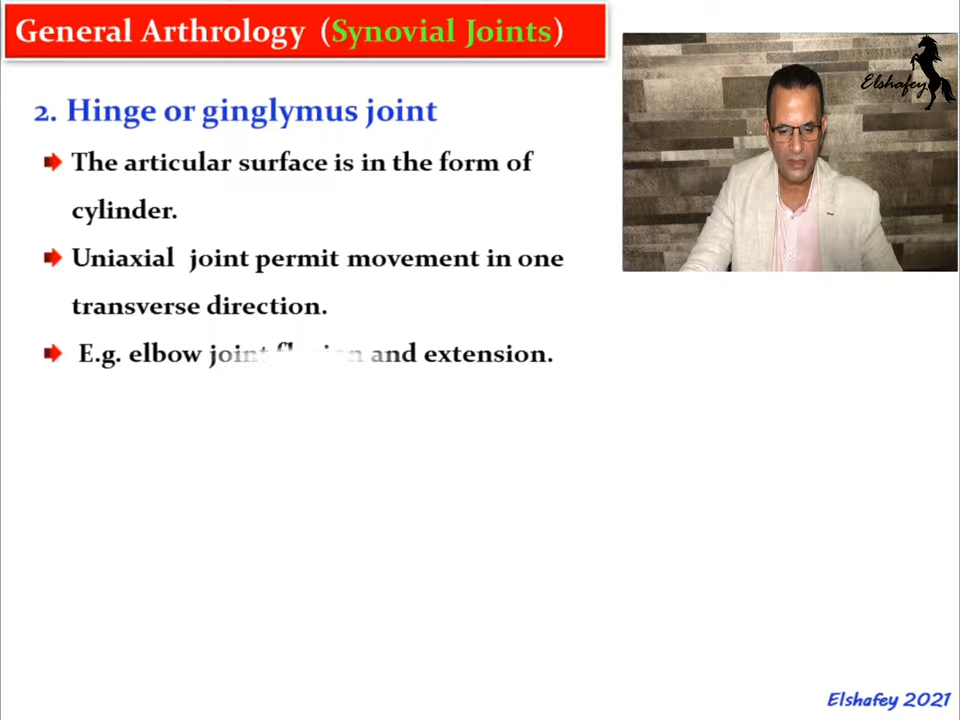 General Arthrology (Synovial Joints)
Elshafey
2. Hinge or ginglymus joint
The articular surface is in the form of
cylinder.
Uniaxial joint permit movement in one
transverse direction.
E.g. elbow joint and extension.
Elshafey 2021